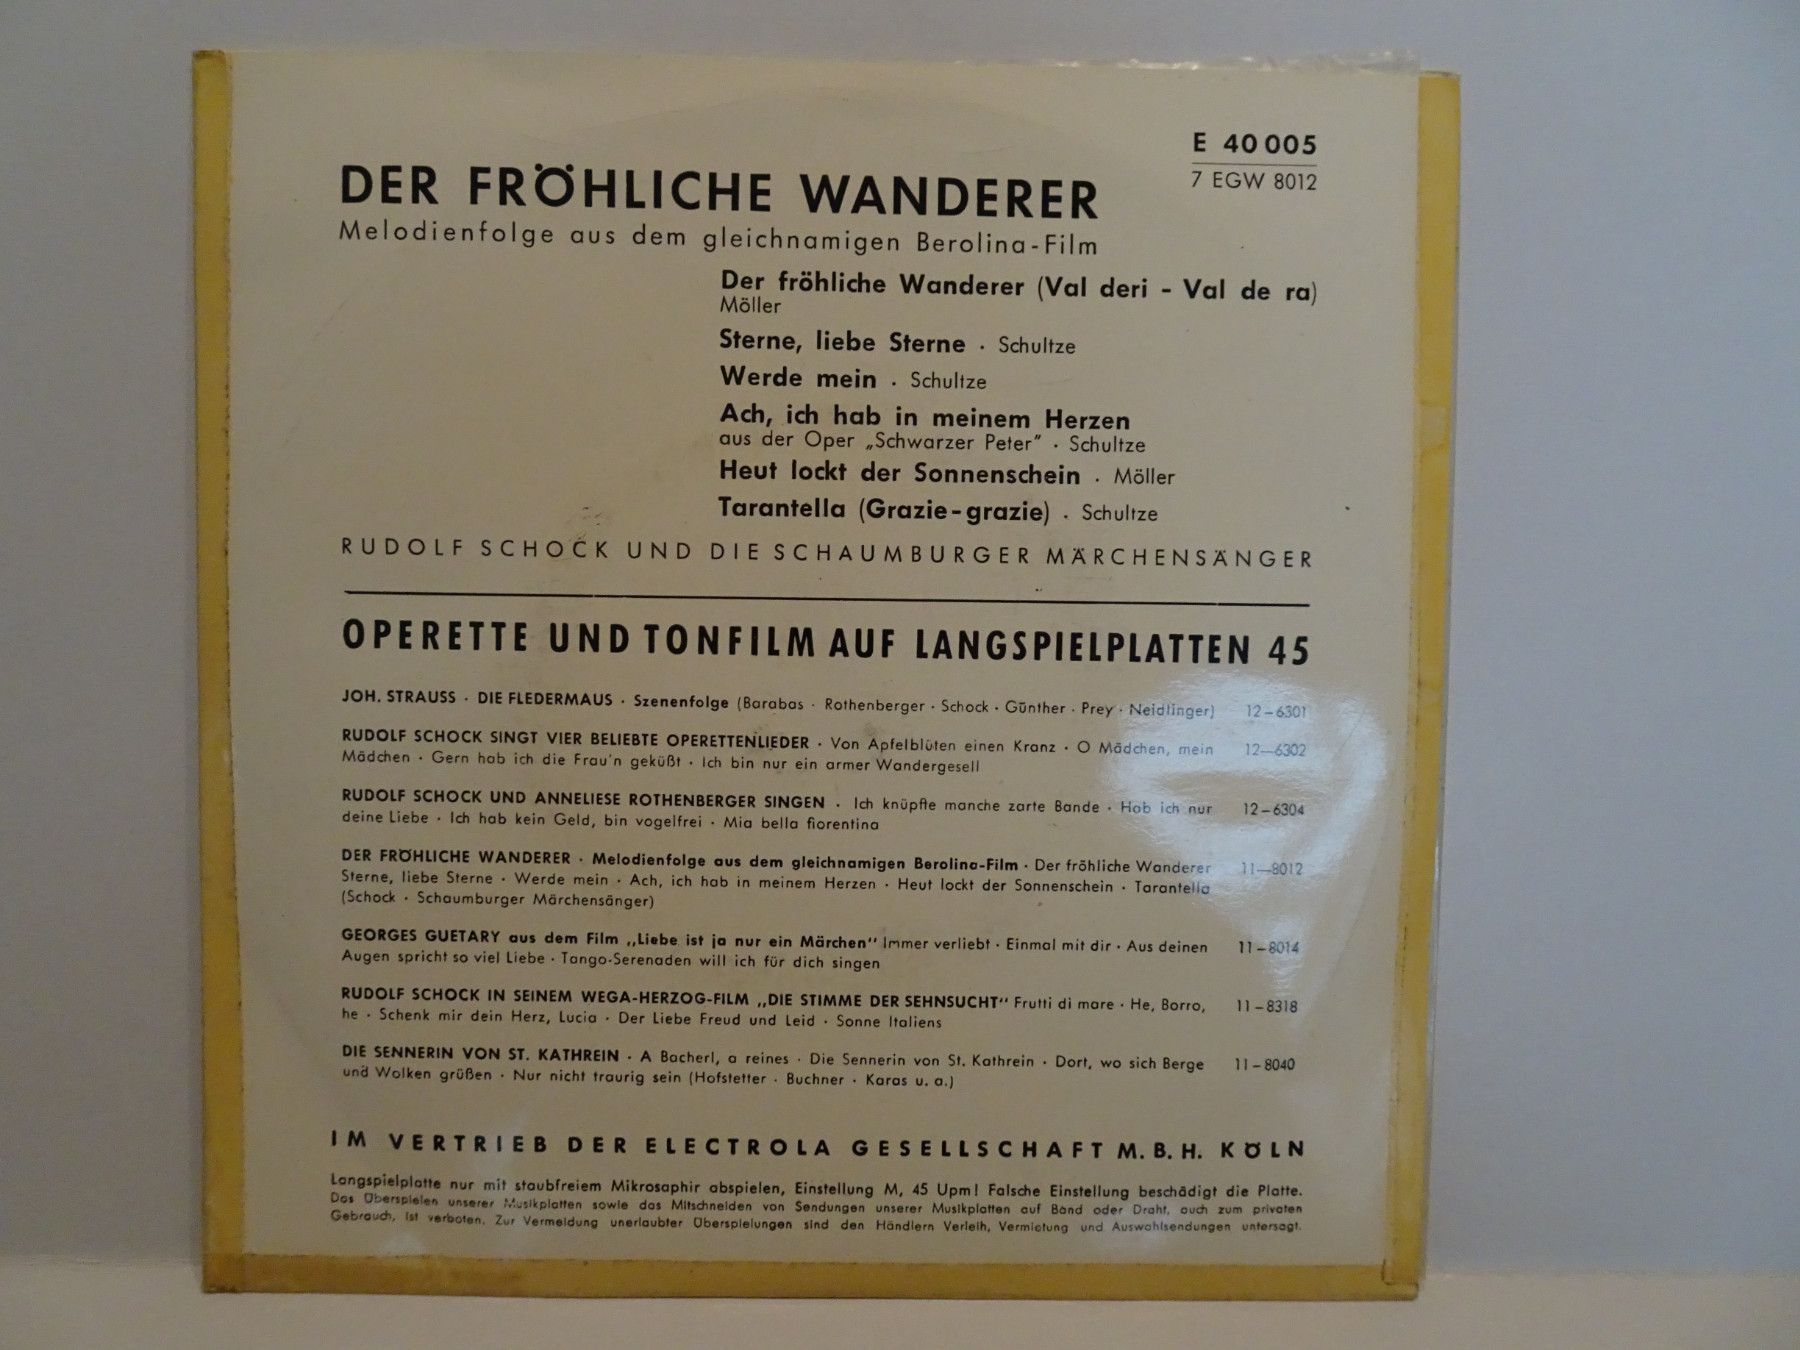 E 40 005
7 EGW 8012
DER FRÖHLICHE WANDERER
Melodienfolge aus dem gleichnamigen Berolina-Film
Der fröhliche Wanderer (Val deri - Val de ra)
Möller
Sterne, liebe Sterne · Schultze
Werde mein · Schultze
Ach, ich hab in meinem Herzen
aus der Oper „Schwarzer Peter" · Schultze
Heut lockt der Sonnenschein · Möller
Tarantella (Grazie-grazie) · Schultze
RUDOLF SCHOCK UND DIE SCHAUMBURGER MÄRCHENSÄNGER
OPERETTE UND TONFILM AUF LANGSPIELPLATTEN 45
JOH. STRAUSS · DIE FLEDERMAUS · Szenenfolge (Barabas · Rothenberger · Schock · Günther · Prey · Neidlinger) 12-6301
RUDOLF SCHOCK SINGT VIER BELIEBTE OPERETTENLIEDER · Von Apfelblüten einen Kranz · O Mädchen, mein 12—6302
Mädchen · Gern hab ich die Frau'n geküßt · Ich bin nur ein armer Wandergesell
RUDOLF SCHOCK UND ANNELIESE ROTHENBERGER SINGEN · Ich knüpfte manche zarte Bande · Hab ich nur 12-6304
deine Liebe · Ich hab kein Geld, bin vogelfrei · Mia bella fiorentina
DER FRÖHLICHE WANDERER · Melodienfolge aus dem gleichnamigen Berolina-Film · Der fröhliche Wanderer 11—8012
Sterne, liebe Sterne · Werde mein · Ach, ich hab in meinem Herzen · Heut lockt der Sonnenschein · Tarantella
(Schock · Schaumburger Märchensänger)
GEORGES GUETARY aus dem Film „Liebe ist ja nur ein Märchen" Immer verliebt · Einmal mit dir · Aus deinen 11-8014
Augen spricht so viel Liebe · Tango-Serenaden will ich für dich singen
RUDOLF SCHOCK IN SEINEM WEGA-HERZOG-FILM „DIE STIMME DER SEHNSUCHT" Frutti di mare · He, Borro, 11-8318
he · Schenk mir dein Herz, Lucia · Der Liebe Freud und Leid · Sonne Italiens
DIE SENNERIN VON ST. KATHREIN · A Bacherl, a reines · Die Sennerin von St. Kathrein · Dort, wo sich Berge 11-8040
und Wolken grüßen · Nur nicht traurig sein (Hofstetter · Buchner · Karas u. a.)
IM VERTRIEB DER ELECTROLA GESELLSCHAFT M.B.H. KÖLN
Langspielplatte nur mit staubfreiem Mikrosaphir abspielen, Einstellung M, 45 Upm! Falsche Einstellung beschädigt die Platte.
Das Überspielen unserer Musikplatten sowie das Mitschneiden von Sendungen unserer Musikplatten auf Band oder Draht, auch zum privaten
Gebrauch, ist verboten. Zur Vermeidung unerlaubter Überspielungen sind den Händlern Verleih, Vermietung und Auswahlsendungen untersagt.